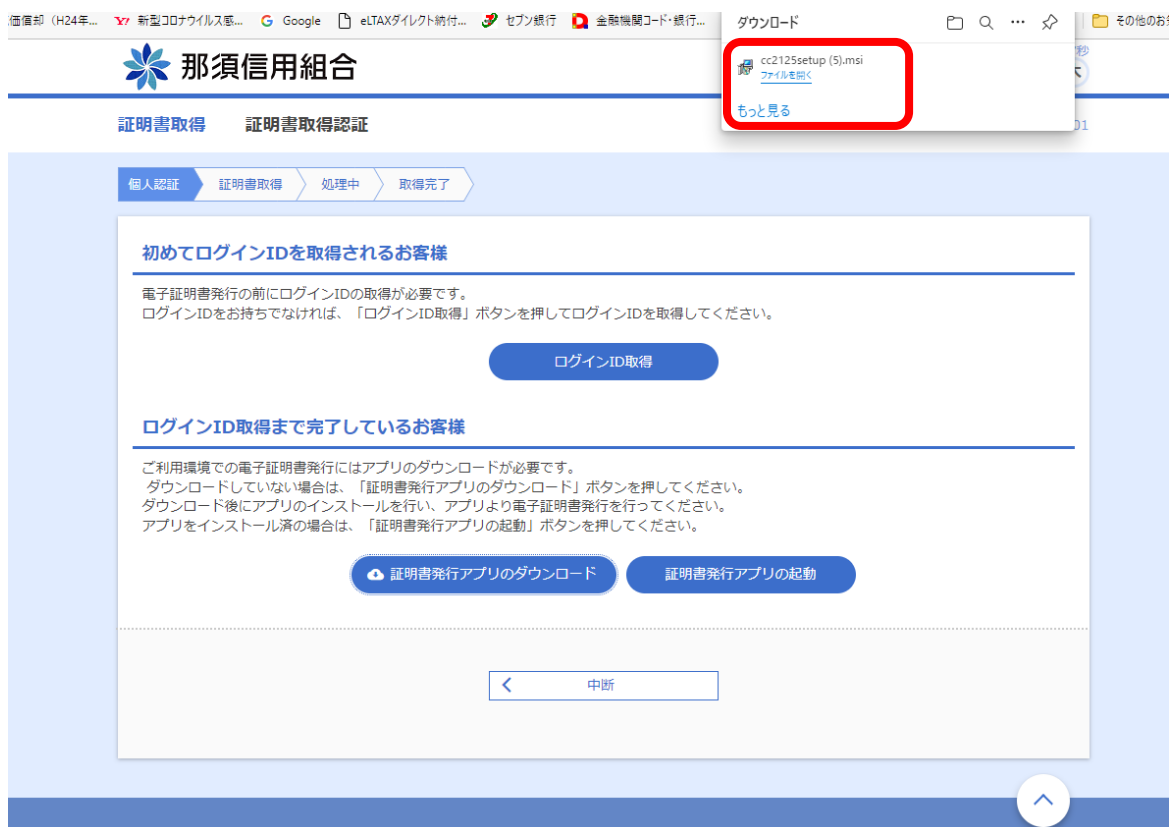 価償却（H24年...
新型コロナウイルス感...
Google
eLTAXダイレクト納付...
セブン銀行
金融機関コード・銀行...
ダウンロード
その他のお
cc2125setup (5).msi
ファイルを開く
もっと見る
那須信用組合
秒
証明書取得
証明書取得認証
01
個人認証
証明書取得
処理中
取得完了
初めてログインIDを取得されるお客様
電子証明書発行の前にログインIDの取得が必要です。
ログインIDをお持ちでなければ、「ログインID取得」ボタンを押してログインIDを取得してください。
ログインID取得
ログインID取得まで完了しているお客様
ご利用環境での電子証明書発行にはアプリのダウンロードが必要です。
ダウンロードしていない場合は、「証明書発行アプリのダウンロード」ボタンを押してください。
ダウンロード後にアプリのインストールを行い、アプリより電子証明書発行を行ってください。
アプリをインストール済の場合は、「証明書発行アプリの起動」ボタンを押してください。
証明書発行アプリのダウンロード
証明書発行アプリの起動
中断